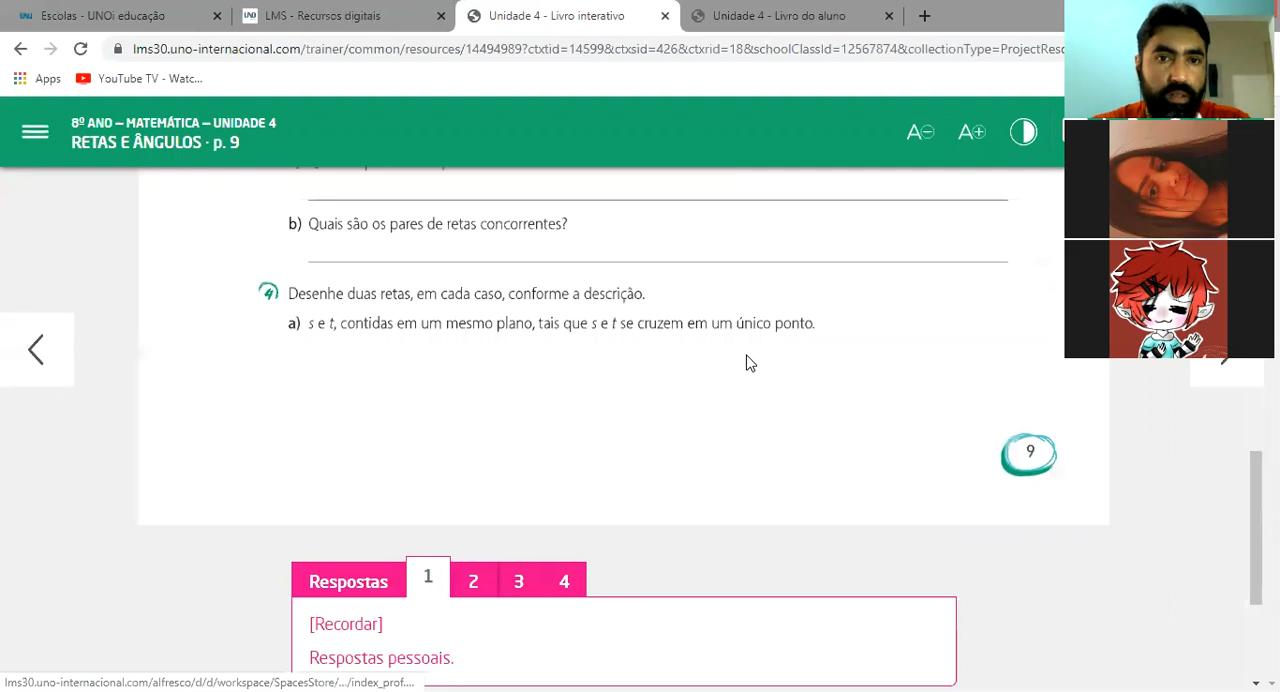 Escolas - UNOi educação
UNO LMS - Recursos digitais
Unidade 4 - Livro interativo
Unidade 4 - Livro do aluno
lms30.uno-internacional.com/trainer/common/resources/14494989?ctxtid=14599&ctxsid=426&ctxrid=18&schoolClassId=12567874&collectionType=ProjectReso
Apps
YouTube TV - Watc...
8º ANO – MATEMÁTICA – UNIDADE 4
RETAS E ÂNGULOS · p. 9
A− A+
b) Quais são os pares de retas concorrentes?
4 Desenhe duas retas, em cada caso, conforme a descrição.
a) s e t, contidas em um mesmo plano, tais que s e t se cruzem em um único ponto.
9
Respostas 1 2 3 4
[Recordar]
Respostas pessoais.
lms30.uno-internacional.com/alfresco/d/d/workspace/SpacesStore/.../index_prof....